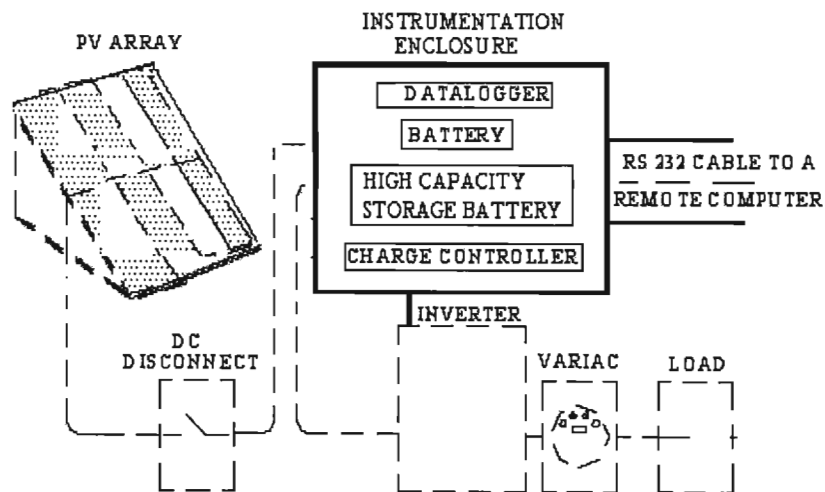 INSTRUMENTATION
ENCLOSURE
PV ARRAY
DATALOGGER
BATTERY
HIGH CAPACITY
STORAGE BATTERY
CHARGE CONTROLLER
RS 232 CABLE TO A
REMOTE COMPUTER
INVERTER
DC
DISCONNECT
VARIAC
LOAD